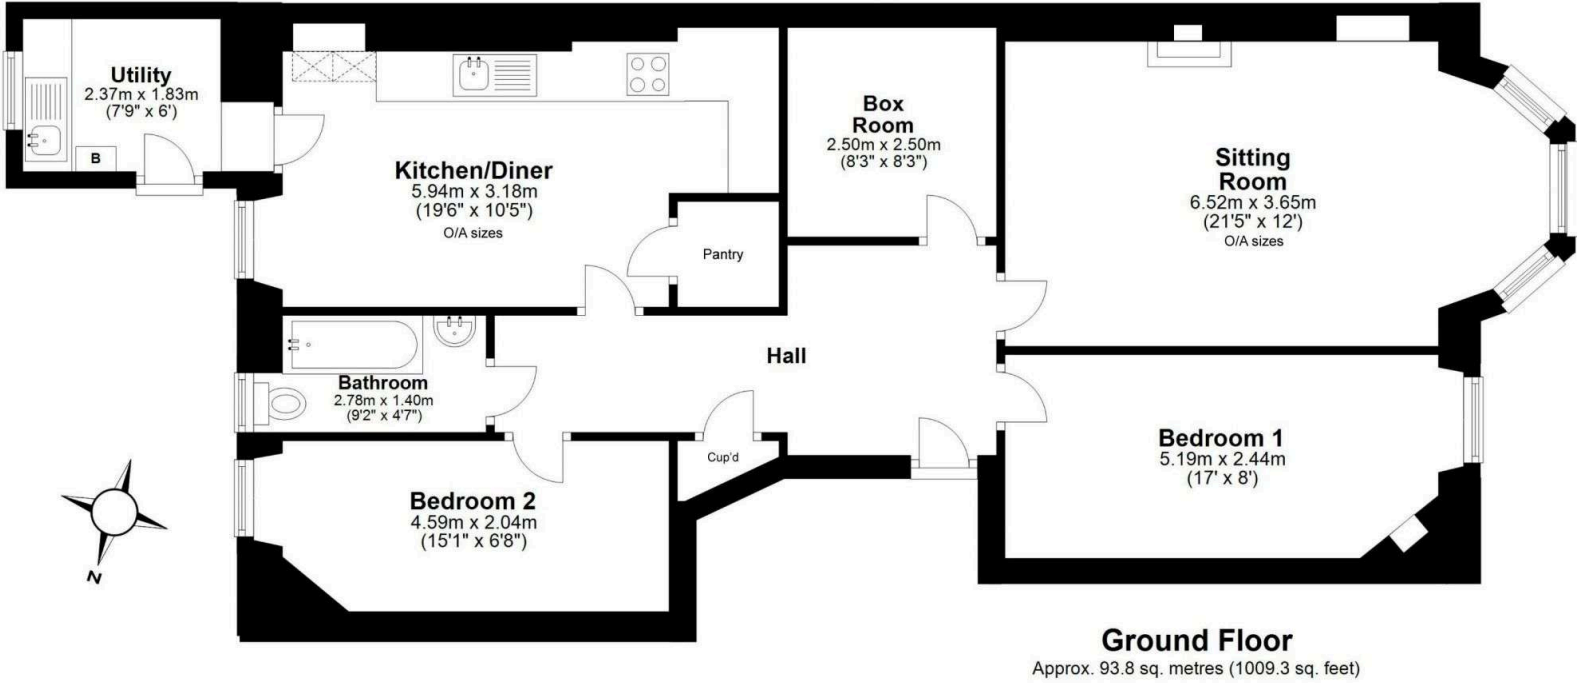 Utility
2.37m x 1.83m
(7'9" x 6')
B
Kitchen/Diner
5.94m x 3.18m
(19'6" x 10'5")
O/A sizes
Pantry
Box
Room
2.50m x 2.50m
(8'3" x 8'3")
Sitting
Room
6.52m x 3.65m
(21'5" x 12')
O/A sizes
Hall
Bathroom
2.78m x 1.40m
(9'2" x 4'7")
Bedroom 1
5.19m x 2.44m
(17' x 8')
Cup'd
Bedroom 2
4.59m x 2.04m
(15'1" x 6'8")
N
Ground Floor
Approx. 93.8 sq. metres (1009.3 sq. feet)